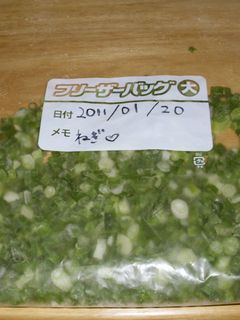 フリーザーバッグ 大
日付 2011/01/20
メモ ねぎ♡